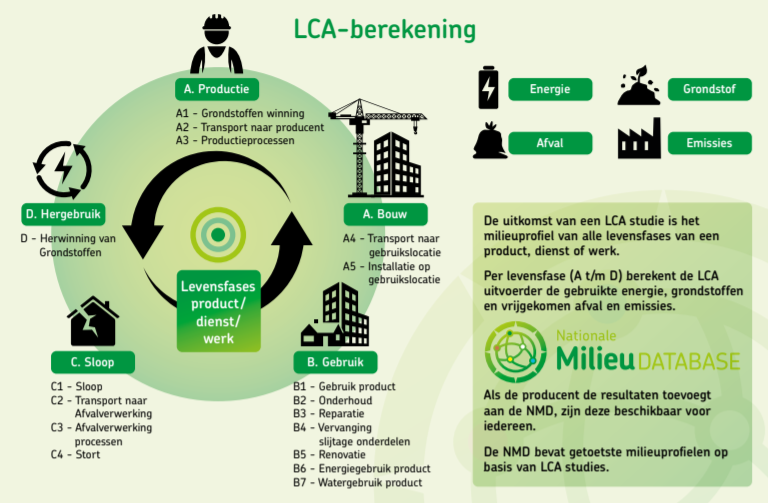 LCA-berekening
A. Productie
A1 - Grondstoffen winning
A2 - Transport naar producent
A3 - Productieprocessen
Energie
Grondstof
Afval
Emissies
D. Hergebruik
D - Herwinning van
Grondstoffen
A. Bouw
A4 - Transport naar
gebruikslocatie
A5 - Installatie op
gebruikslocatie
Levensfases
product/
dienst/
werk
C. Sloop
C1 - Sloop
C2 - Transport naar
Afvalverwerking
C3 - Afvalverwerking
processen
C4 - Stort
B. Gebruik
B1 - Gebruik product
B2 - Onderhoud
B3 - Reparatie
B4 - Vervanging
slijtage onderdelen
B5 - Renovatie
B6 - Energiegebruik product
B7 - Watergebruik product
De uitkomst van een LCA studie is het
milieuprofiel van alle levensfases van een
product, dienst of werk.
Per levensfase (A t/m D) berekent de LCA
uitvoerder de gebruikte energie, grondstoffen
en vrijgekomen afval en emissies.
Nationale
MilieuDATABASE
Als de producent de resultaten toevoegt
aan de NMD, zijn deze beschikbaar voor
iedereen.
De NMD bevat getoetste milieuprofielen op
basis van LCA studies.